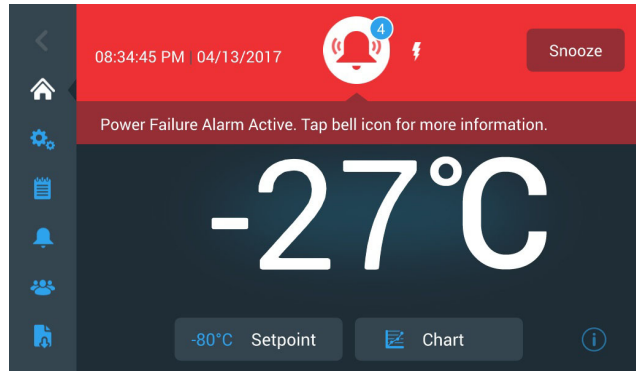 4
08:34:45 PM 04/13/2017
Snooze
Power Failure Alarm Active. Tap bell icon for more information.
-27°C
-80°C Setpoint
Chart
i